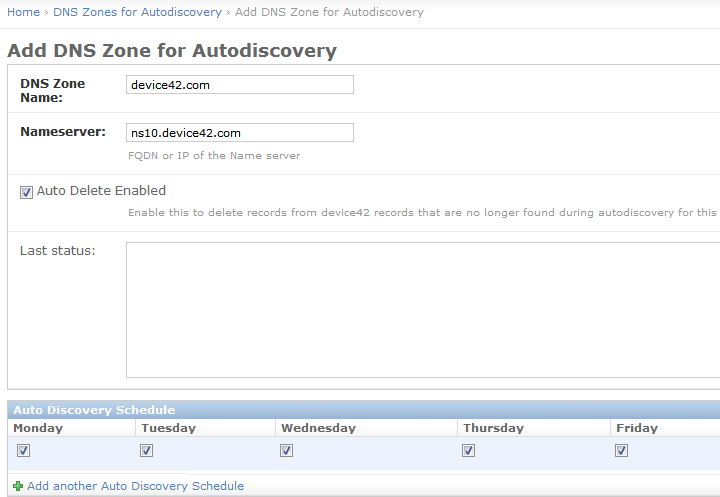 Home › DNS Zones for Autodiscovery › Add DNS Zone for Autodiscovery
Add DNS Zone for Autodiscovery
DNS Zone Name: device42.com
Nameserver: ns10.device42.com
FQDN or IP of the Name server
Auto Delete Enabled
Enable this to delete records from device42 records that are no longer found during autodiscovery for this
Last status:
Auto Discovery Schedule
Monday Tuesday Wednesday Thursday Friday
Add another Auto Discovery Schedule